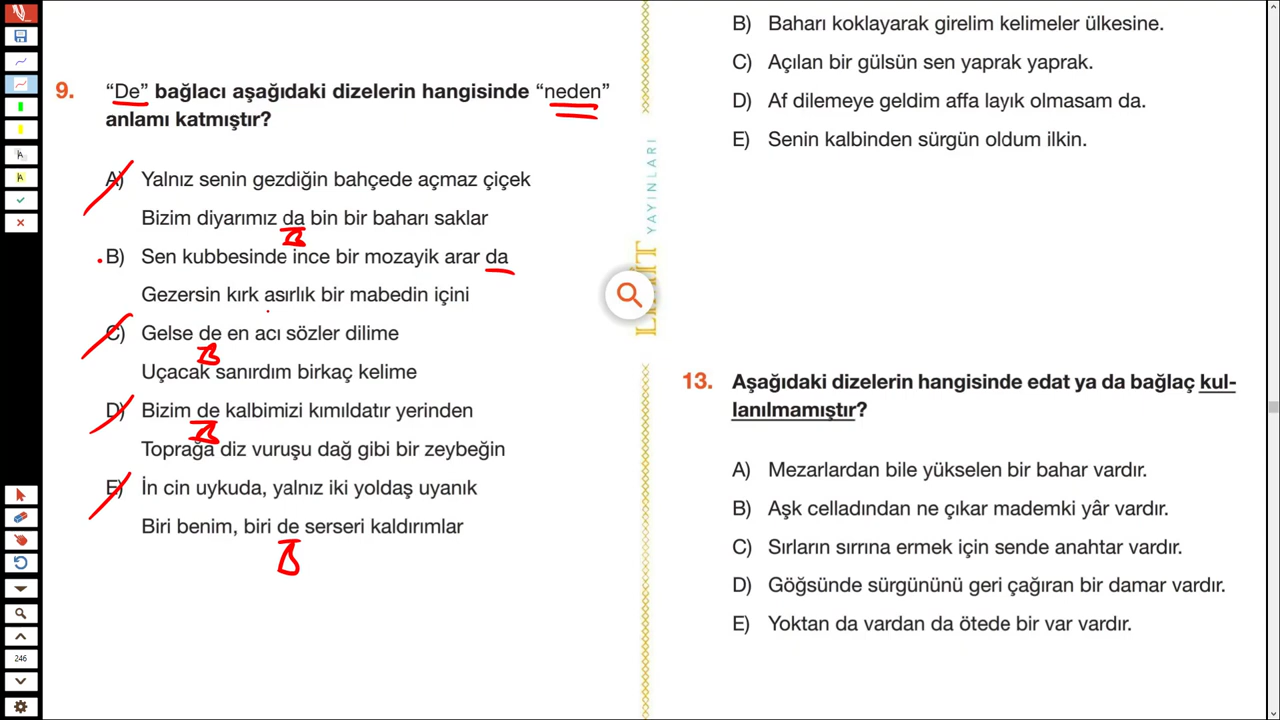 9. “De” bağlacı aşağıdaki dizelerin hangisinde “neden”
anlamı katmıştır?
A) Yalnız senin gezdiğin bahçede açmaz çiçek
Bizim diyarımız da bin bir baharı saklar
B) Sen kubbesinde ince bir mozayik arar da
Gezersin kırk asırlık bir mabedin içini
C) Gelse de en acı sözler dilime
Uçacak sanırdım birkaç kelime
D) Bizim de kalbimizi kımıldatır yerinden
Toprağa diz vuruşu dağ gibi bir zeybeğin
E) İn cin uykuda, yalnız iki yoldaş uyanık
Biri benim, biri de serseri kaldırımlar
B) Baharı koklayarak girelim kelimeler ülkesine.
C) Açılan bir gülsün sen yaprak yaprak.
D) Af dilemeye geldim affa layık olmasam da.
E) Senin kalbinden sürgün oldum ilkin.
13. Aşağıdaki dizelerin hangisinde edat ya da bağlaç kul-
lanılmamıştır?
A) Mezarlardan bile yükselen bir bahar vardır.
B) Aşk celladından ne çıkar mademki yâr vardır.
C) Sırların sırrına ermek için sende anahtar vardır.
D) Göğsünde sürgününü geri çağıran bir damar vardır.
E) Yoktan da vardan da ötede bir var vardır.
YAYINLARI
246